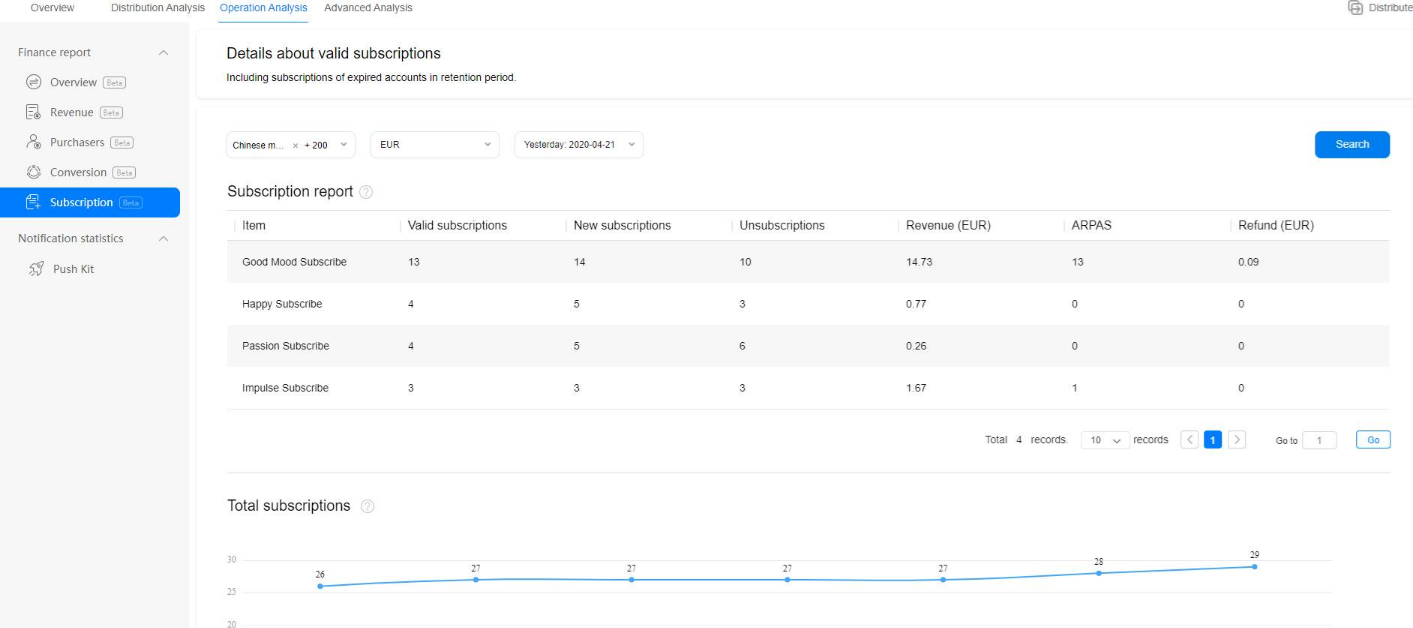 Overview Distribution Analysis Operation Analysis Advanced Analysis Distribute
Finance report
Overview Beta
Revenue Beta
Purchasers Beta
Conversion Beta
Subscription Beta
Notification statistics
Push Kit
Details about valid subscriptions
Including subscriptions of expired accounts in retention period.
Chinese m... × + 200 EUR Yesterday: 2020-04-21 Search
Subscription report ?
Item Valid subscriptions New subscriptions Unsubscriptions Revenue (EUR) ARPAS Refund (EUR)
Good Mood Subscribe 13 14 10 14.73 13 0.09
Happy Subscribe 4 5 3 0.77 0 0
Passion Subscribe 4 5 6 0.26 0 0
Impulse Subscribe 3 3 3 1.67 1 0
Total 4 records. 10 records < 1 > Go to 1 Go
Total subscriptions ?
30
26 27 27 27 27 28 29
25
20